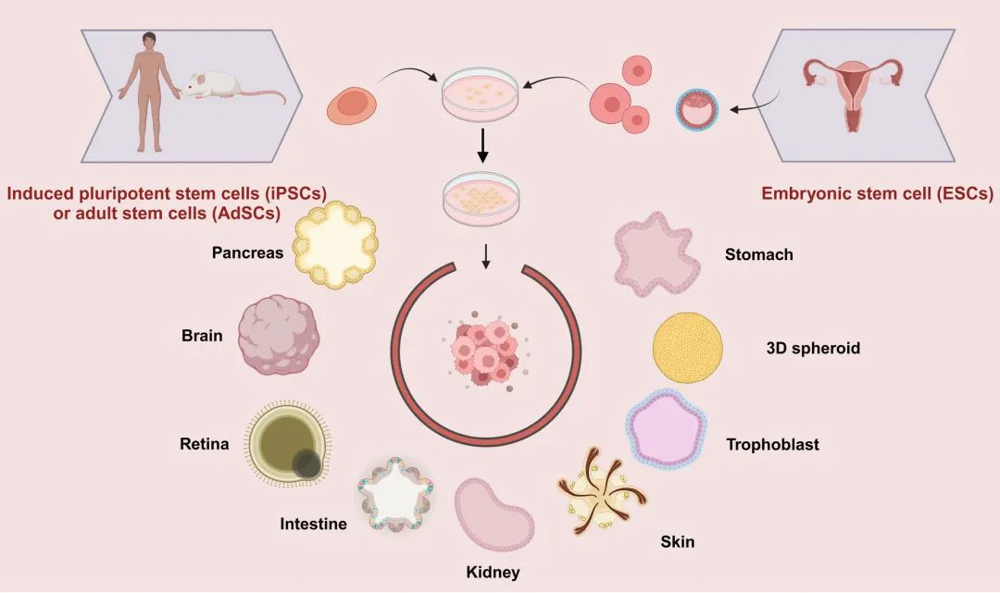 Induced pluripotent stem cells (iPSCs)
or adult stem cells (AdSCs)
Embryonic stem cell (ESCs)
Pancreas
Stomach
Brain
3D spheroid
Retina
Trophoblast
Intestine
Skin
Kidney